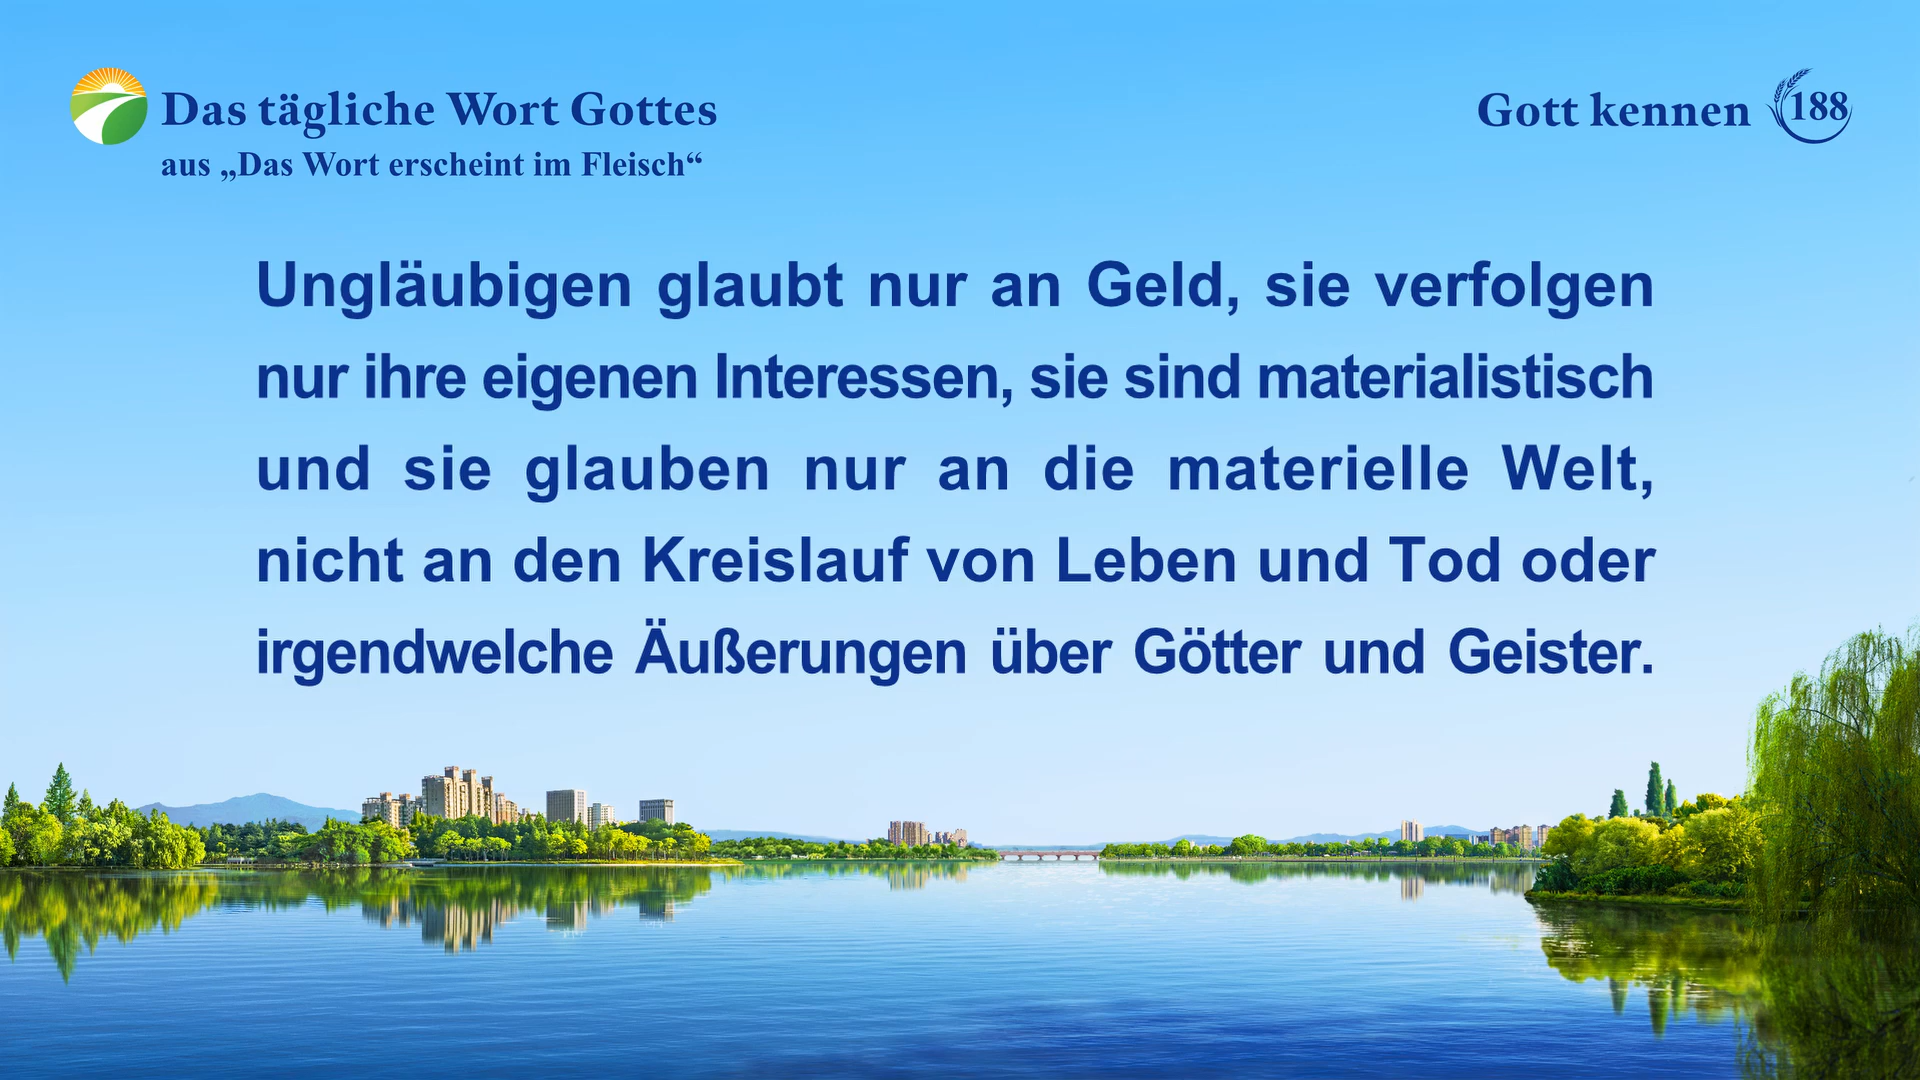 Das tägliche Wort Gottes
aus „Das Wort erscheint im Fleisch“
Gott kennen 188
Ungläubigen glaubt nur an Geld, sie verfolgen
nur ihre eigenen Interessen, sie sind materialistisch
und sie glauben nur an die materielle Welt,
nicht an den Kreislauf von Leben und Tod oder
irgendwelche Äußerungen über Götter und Geister.